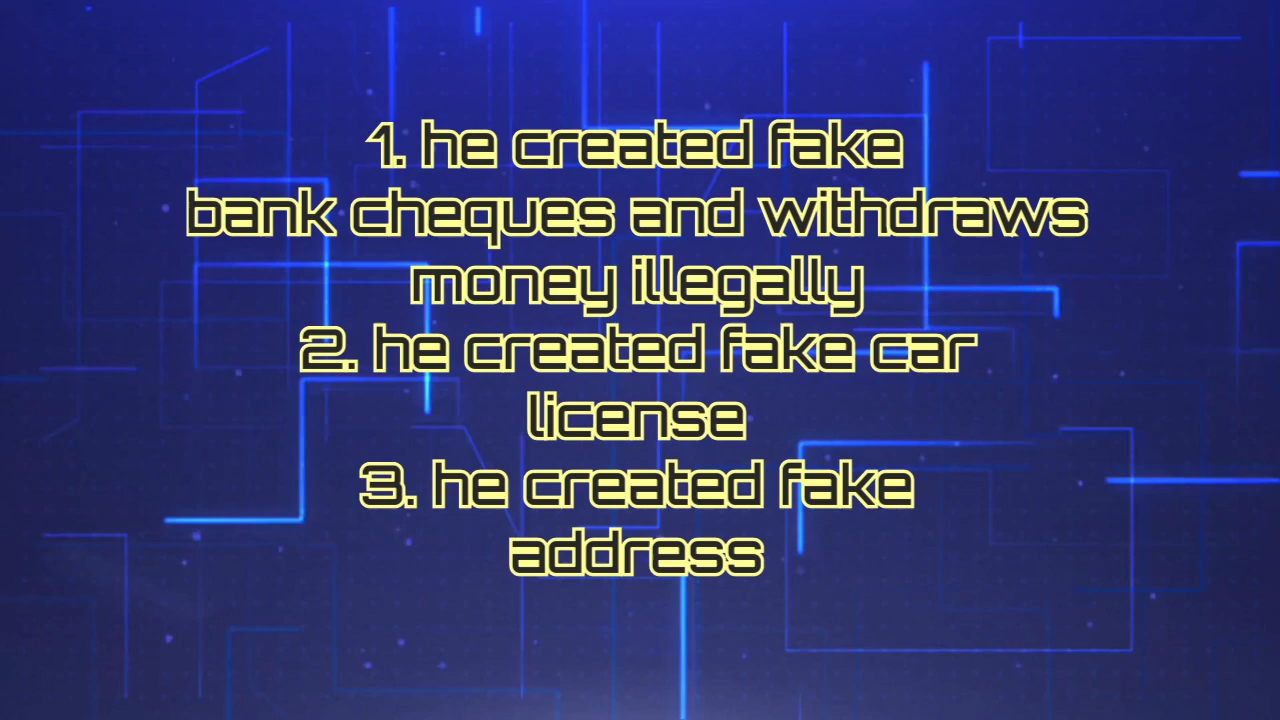 1. he created fake
bank cheques and withdraws
money illegally
2. he created fake car
license
3. he created fake
address